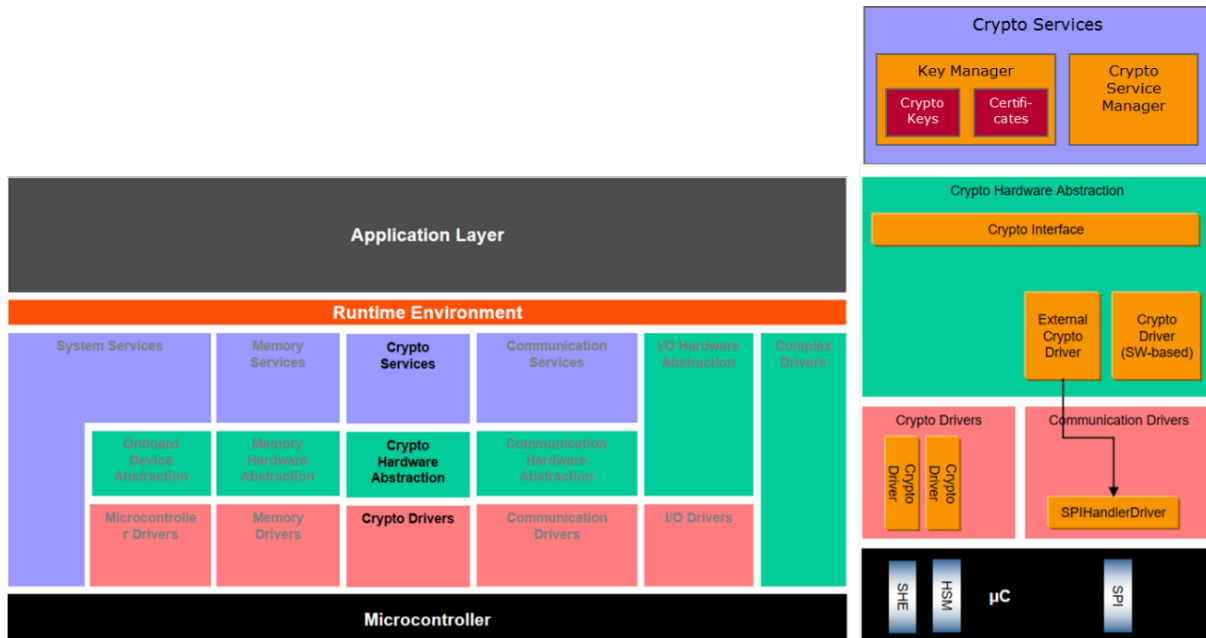 Application Layer
Runtime Environment
System Services
Memory
Services
Crypto
Services
Communication
Services
I/O Hardware
Abstraction
Complex
Drivers
Onboard
Device
Abstraction
Memory
Hardware
Abstraction
Crypto
Hardware
Abstraction
Communication
Hardware
Abstraction
Microcontrolle
r Drivers
Memory
Drivers
Crypto Drivers
Communication
Drivers
I/O Drivers
Microcontroller
Crypto Services
Key Manager
Crypto
Keys
Certifi-
cates
Crypto
Service
Manager
Crypto Hardware Abstraction
Crypto Interface
External
Crypto
Driver
Crypto
Driver
(SW-based)
Crypto Drivers
Crypto
Driver
Crypto
Driver
Communication Drivers
SPIHandlerDriver
SHE
HSM
µC
SPI